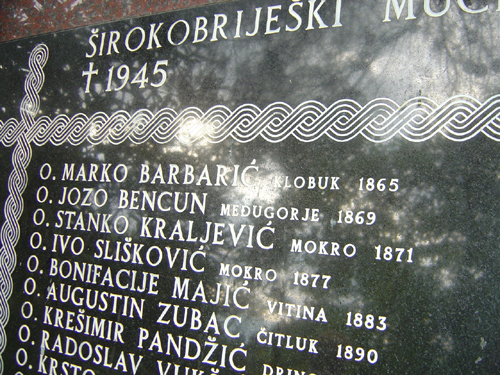 ŠIROKOBRIJEŠKI
† 1945
O. MARKO BARBARIĆ KLOBUK 1865
O. JOZO BENCUN MEĐUGORJE 1869
O. STANKO KRALJEVIĆ MOKRO 1871
O. IVO SLIŠKOVIĆ MOKRO 1877
O. BONIFACIJE MAJIĆ VITINA 1883
O. AUGUSTIN ZUBAC ČITLUK 1890
O. KREŠIMIR PANDŽIĆ
O. RADOSLAV